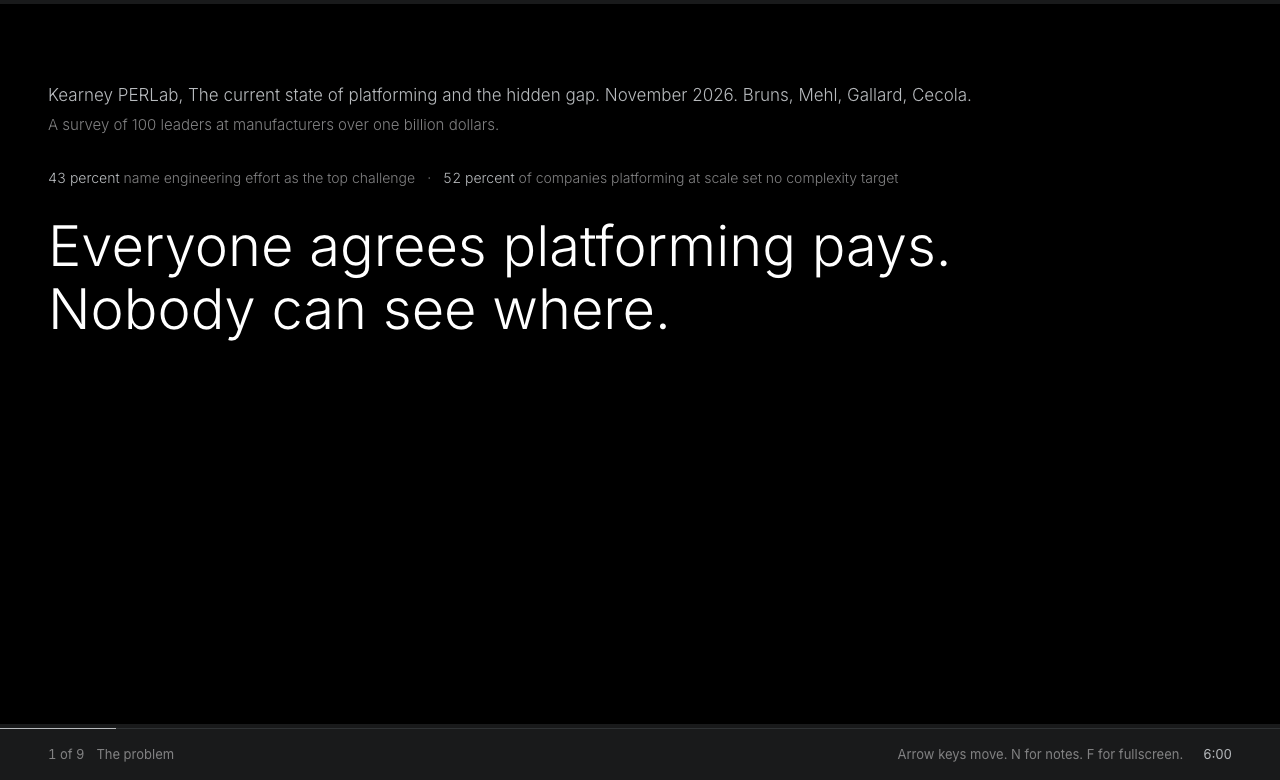 Kearney PERLab, The current state of platforming and the hidden gap. November 2026. Bruns, Mehl, Gallard, Cecola.
A survey of 100 leaders at manufacturers over one billion dollars.
43 percent name engineering effort as the top challenge · 52 percent of companies platforming at scale set no complexity target
Everyone agrees platforming pays.
Nobody can see where.
1 of 9 The problem
Arrow keys move. N for notes. F for fullscreen. 6:00